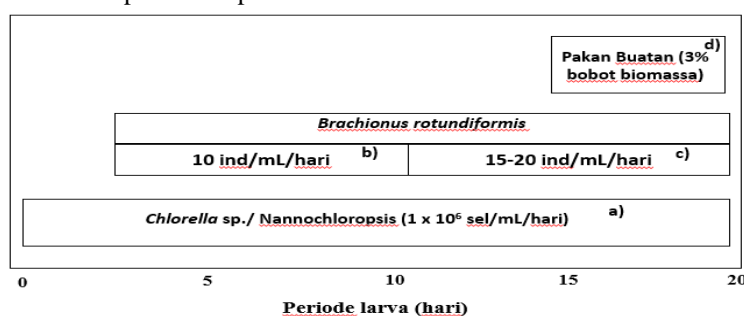 d)
Pakan Buatan (3%
bobot biomassa)
Brachionus rotundiformis
10 ind/mL/hari b)
15-20 ind/mL/hari c)
Chlorella sp./ Nannochloropsis (1 x 10⁶ sel/mL/hari) a)
0 5 10 15 20
Periode larva (hari)